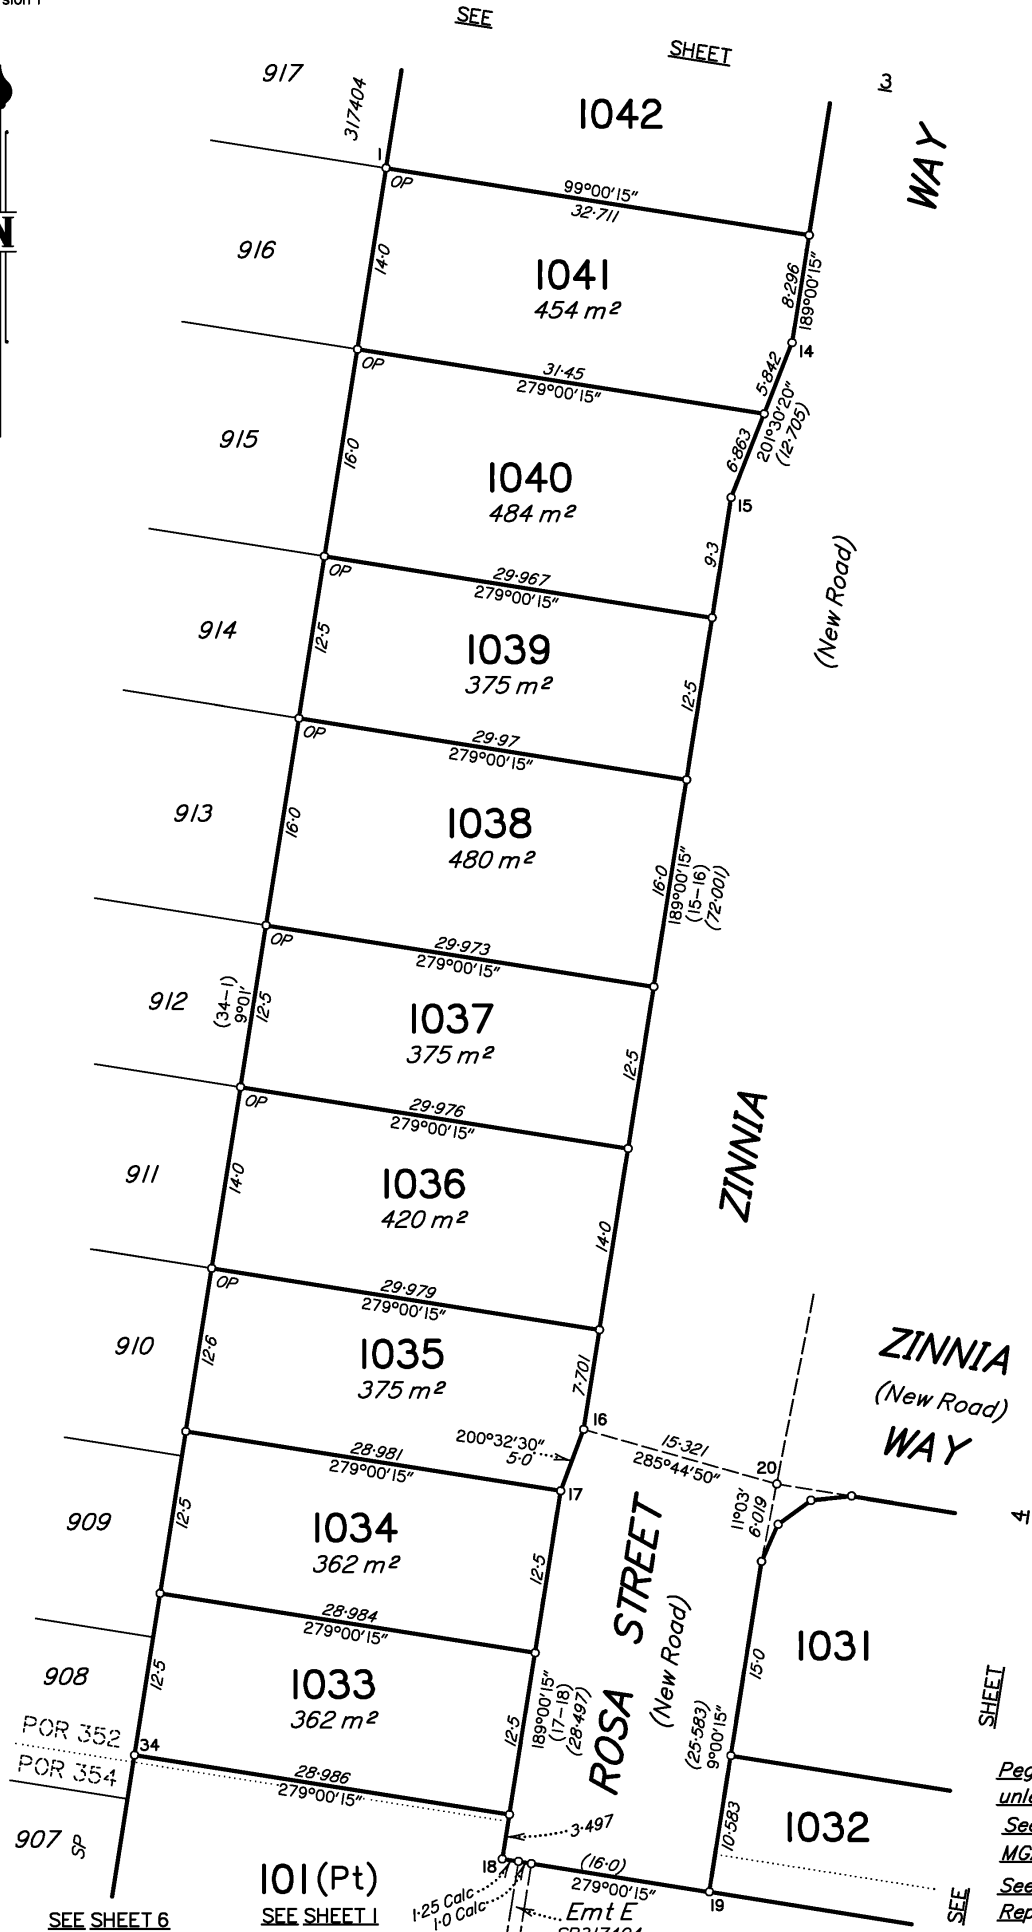 SEE
SHEET
3
917
317404
1042
WAY
1
OP
99°00'15"
32·711
916
14·0
1041
454 m²
8·296
189°00'15"
14
OP
31·45
279°00'15"
5·842
201°30'20"
(12·705)
915
16·0
1040
484 m²
6·863
15
9·3
(New Road)
OP
29·967
279°00'15"
914
12·5
1039
375 m²
12·5
OP
29·97
279°00'15"
913
16·0
1038
480 m²
16·0
189°00'15"
(15-16)
(72·001)
OP
29·973
279°00'15"
912
(34-1)
9°01'
12·5
1037
375 m²
12·5
ZINNIA
OP
29·976
279°00'15"
911
14·0
1036
420 m²
14·0
OP
29·979
279°00'15"
910
12·6
1035
375 m²
7·701
ZINNIA
(New Road)
WAY
16
200°32'30"
5·0
15·321
285°44'50"
20
28·981
279°00'15"
17
11°03'
6·019
4
909
12·5
1034
362 m²
12·5
ROSA STREET
(New Road)
28·984
279°00'15"
1031
15·0
908
12·5
1033
362 m²
12·5
189°00'15"
(17-18)
(28·497)
(25·583)
9°00'15"
SHEET
POR 352
34
POR 354
28·986
279°00'15"
907
SP
3·497
10·583
1032
18
(16·0)
279°00'15"
19
101 (Pt)
1·25 Calc
1·0 Calc
Emt E
SEE SHEET 6
SEE SHEET 1
SEE
See
See